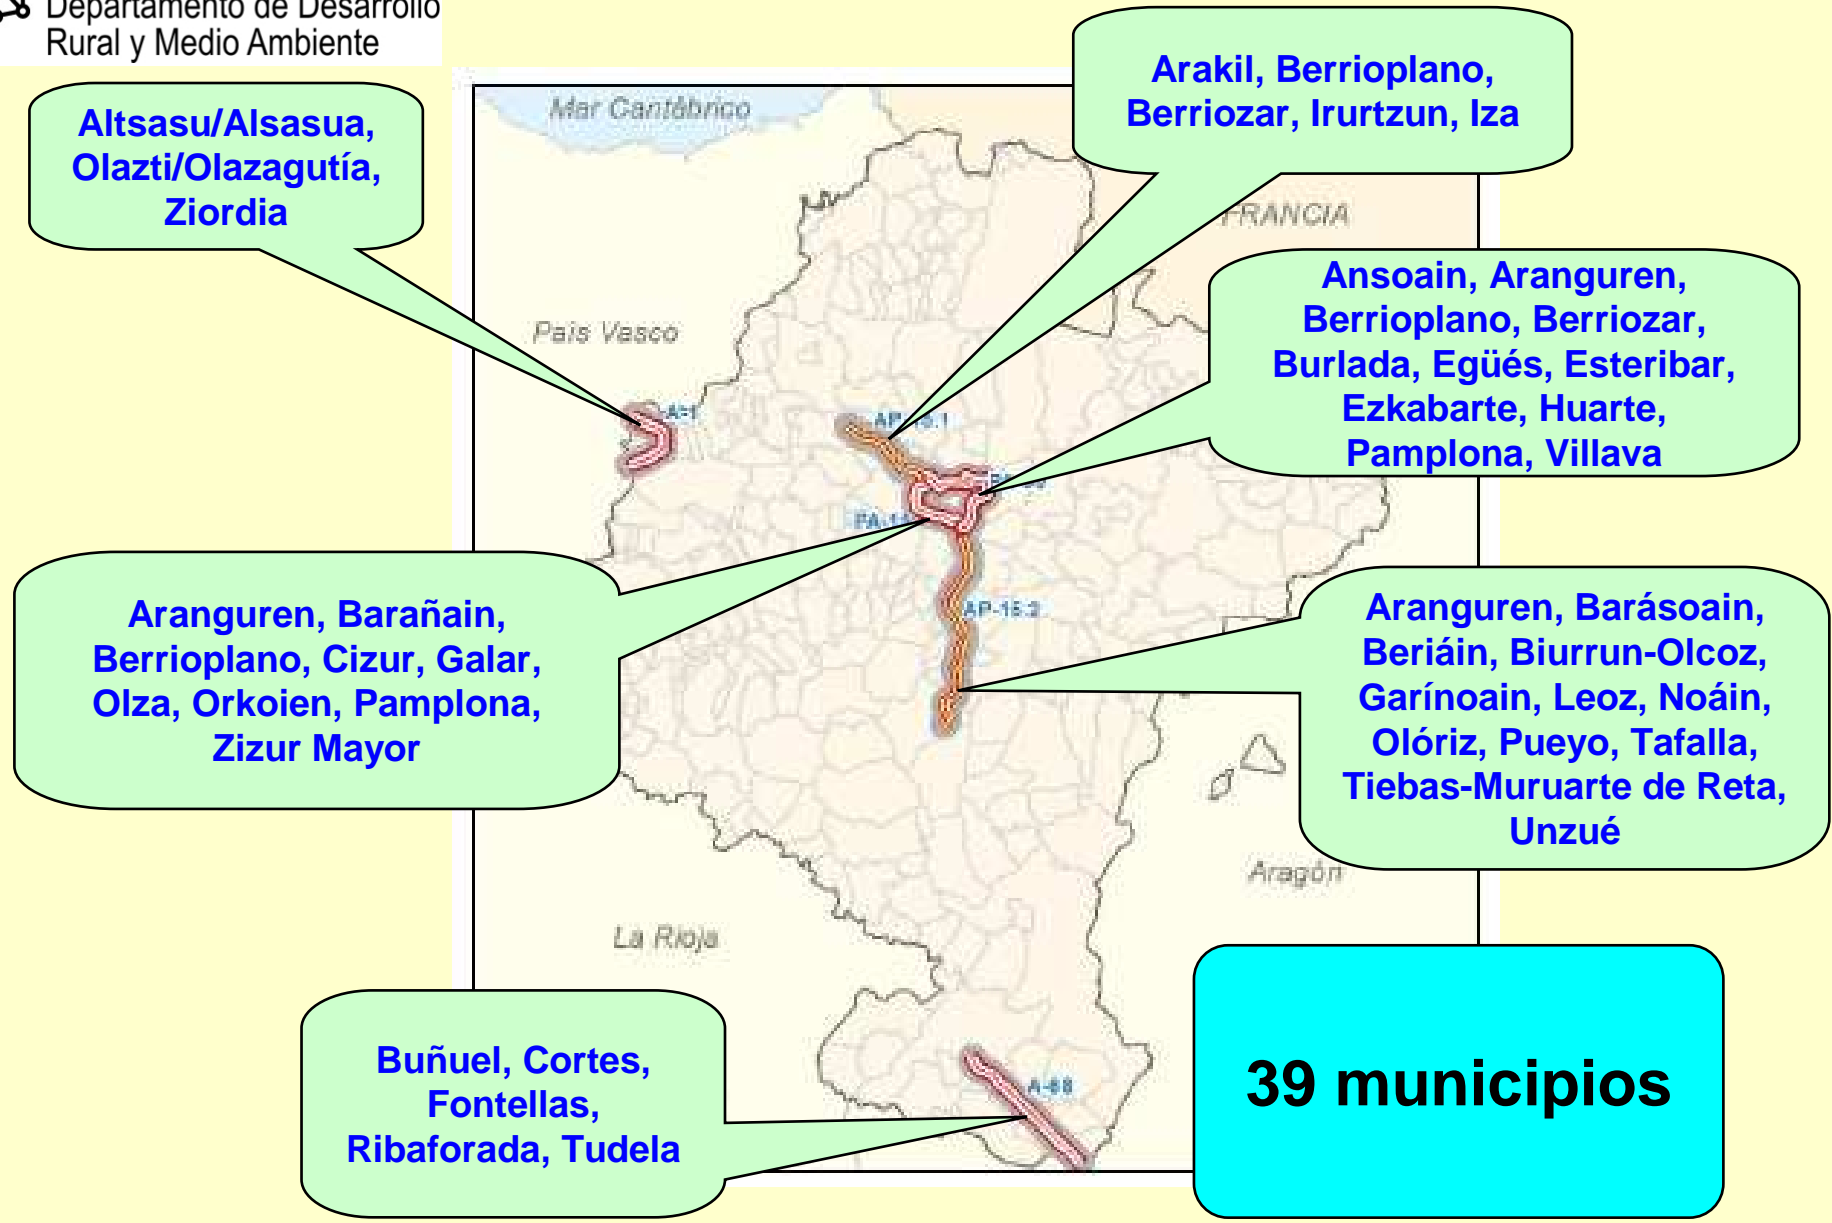 Departamento de Desarrollo
Rural y Medio Ambiente
Arakil, Berrioplano,
Berriozar, Irurtzun, Iza
Altsasu/Alsasua,
Olazti/Olazagutía,
Ziordia
Mar Cantábrico
FRANCIA
País Vasco
Ansoain, Aranguren,
Berrioplano, Berriozar,
Burlada, Egüés, Esteribar,
Ezkabarte, Huarte,
Pamplona, Villava
A-1
Aranguren, Barañain,
Berrioplano, Cizur, Galar,
Olza, Orkoien, Pamplona,
Zizur Mayor
AP-15.2
Aranguren, Barásoain,
Beriáin, Biurrun-Olcoz,
Garínoain, Leoz, Noáin,
Olóriz, Pueyo, Tafalla,
Tiebas-Muruarte de Reta,
Unzué
Aragón
La Rioja
Buñuel, Cortes,
Fontellas,
Ribaforada, Tudela
A-68
39 municipios